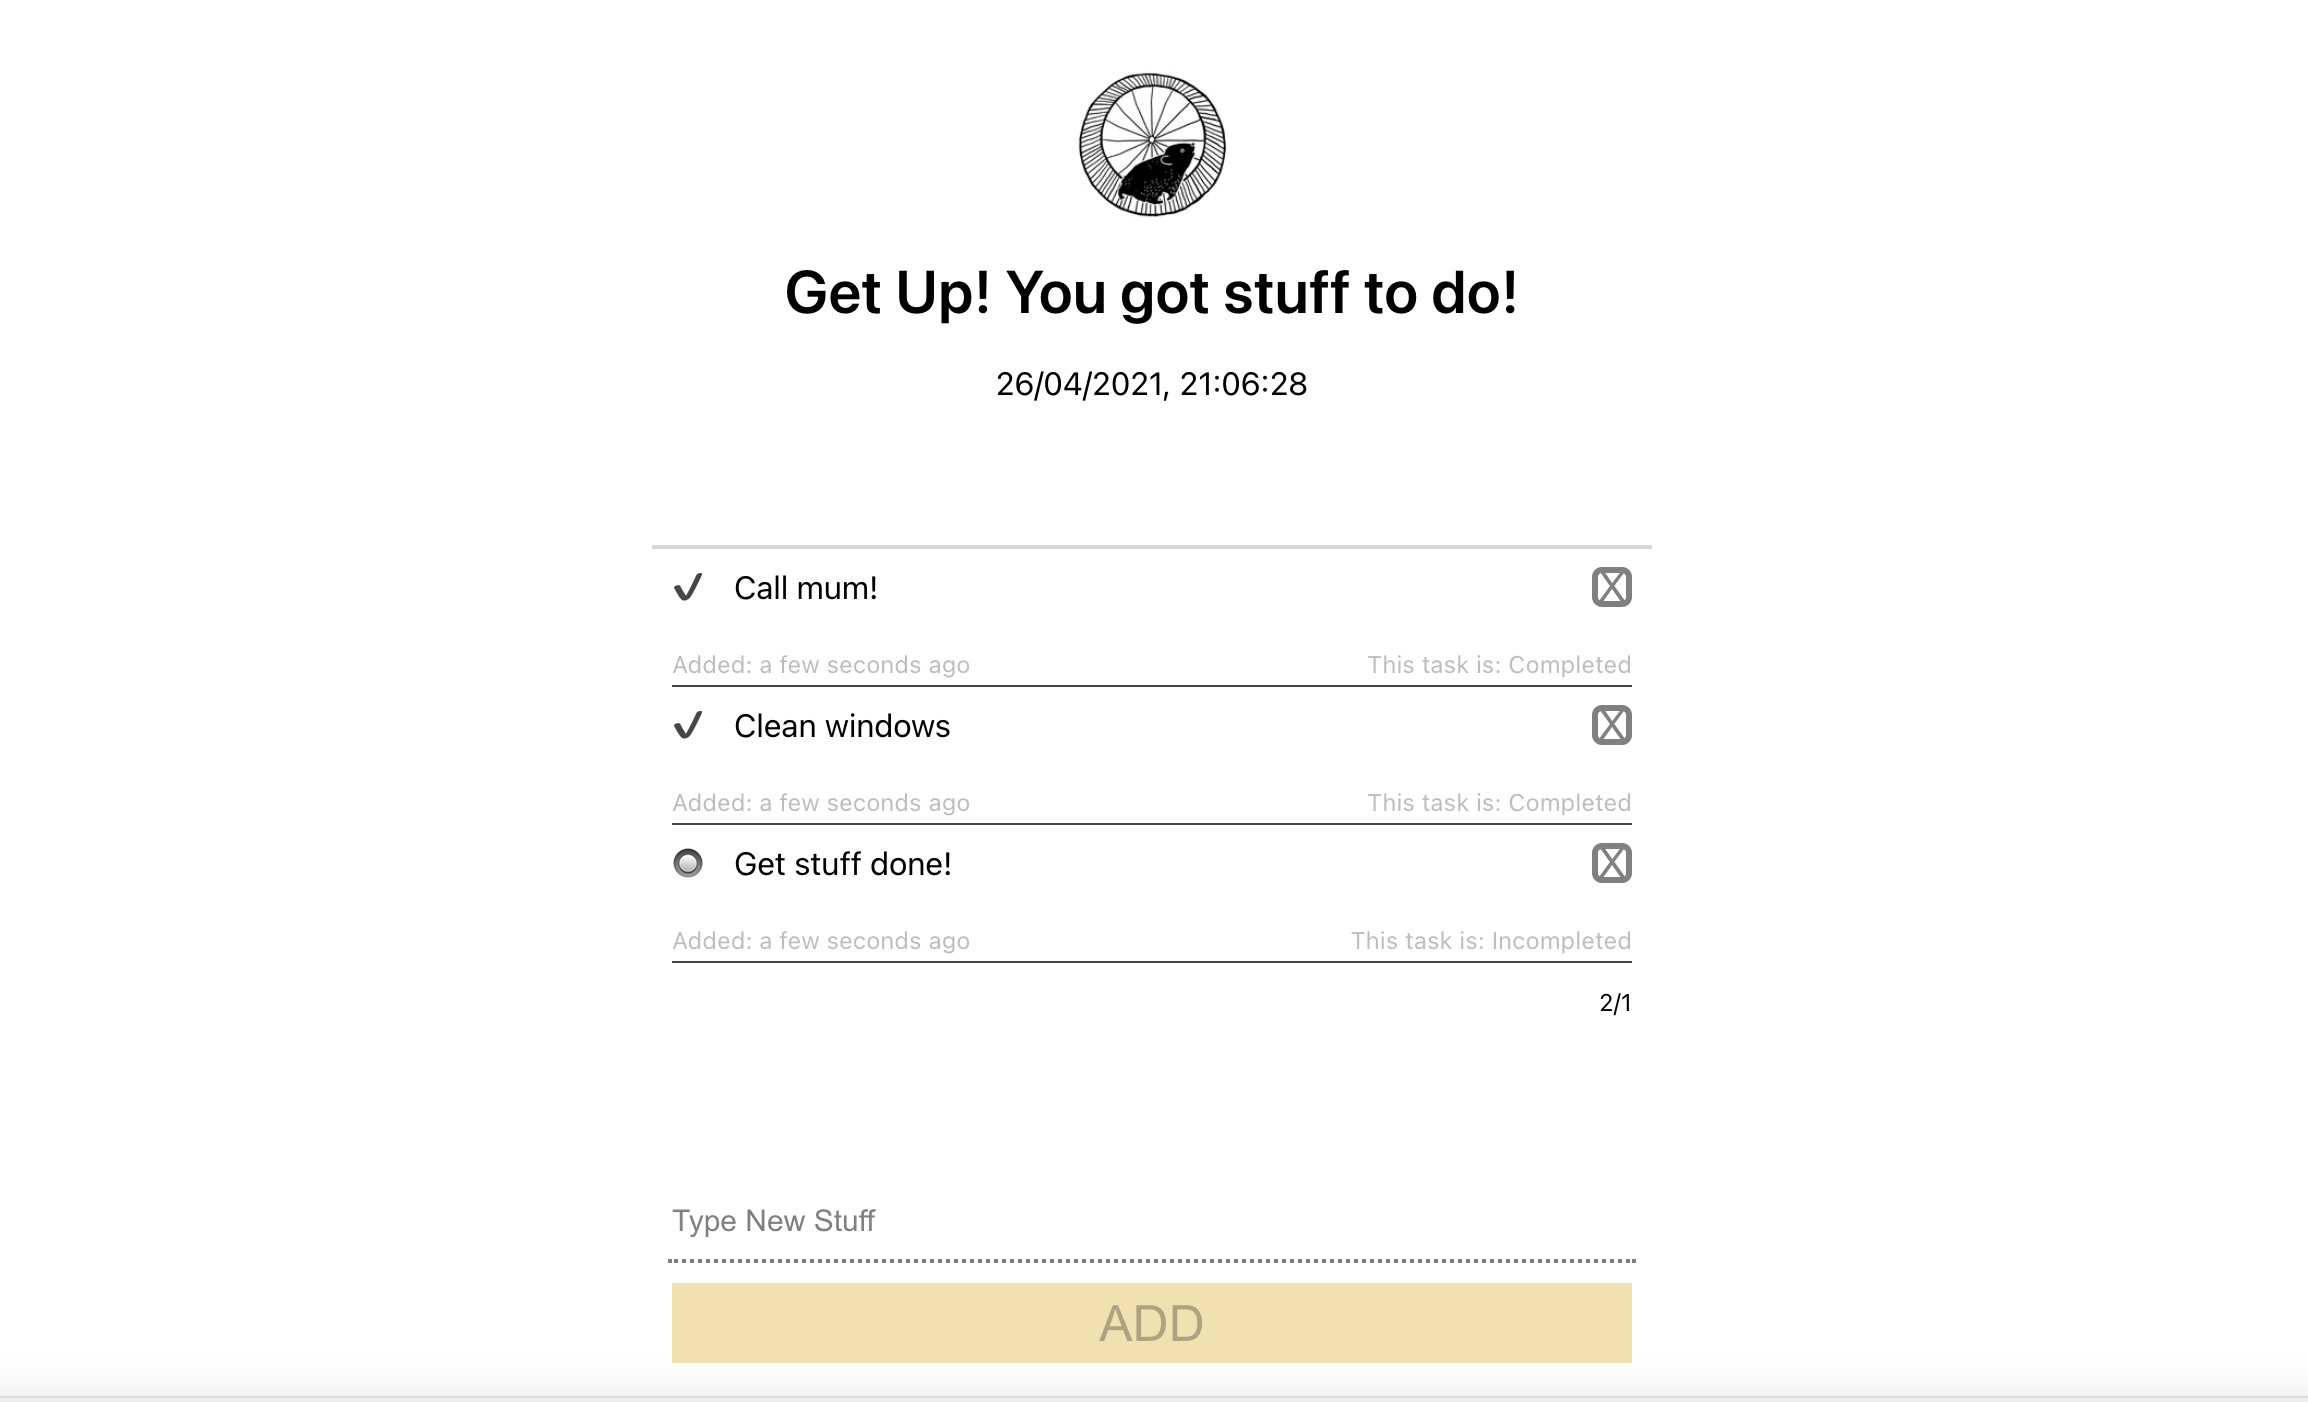 Get Up! You got stuff to do!
26/04/2021, 21:06:28
Call mum!
Added: a few seconds ago This task is: Completed
Clean windows
Added: a few seconds ago This task is: Completed
Get stuff done!
Added: a few seconds ago This task is: Incompleted
2/1
Type New Stuff
ADD